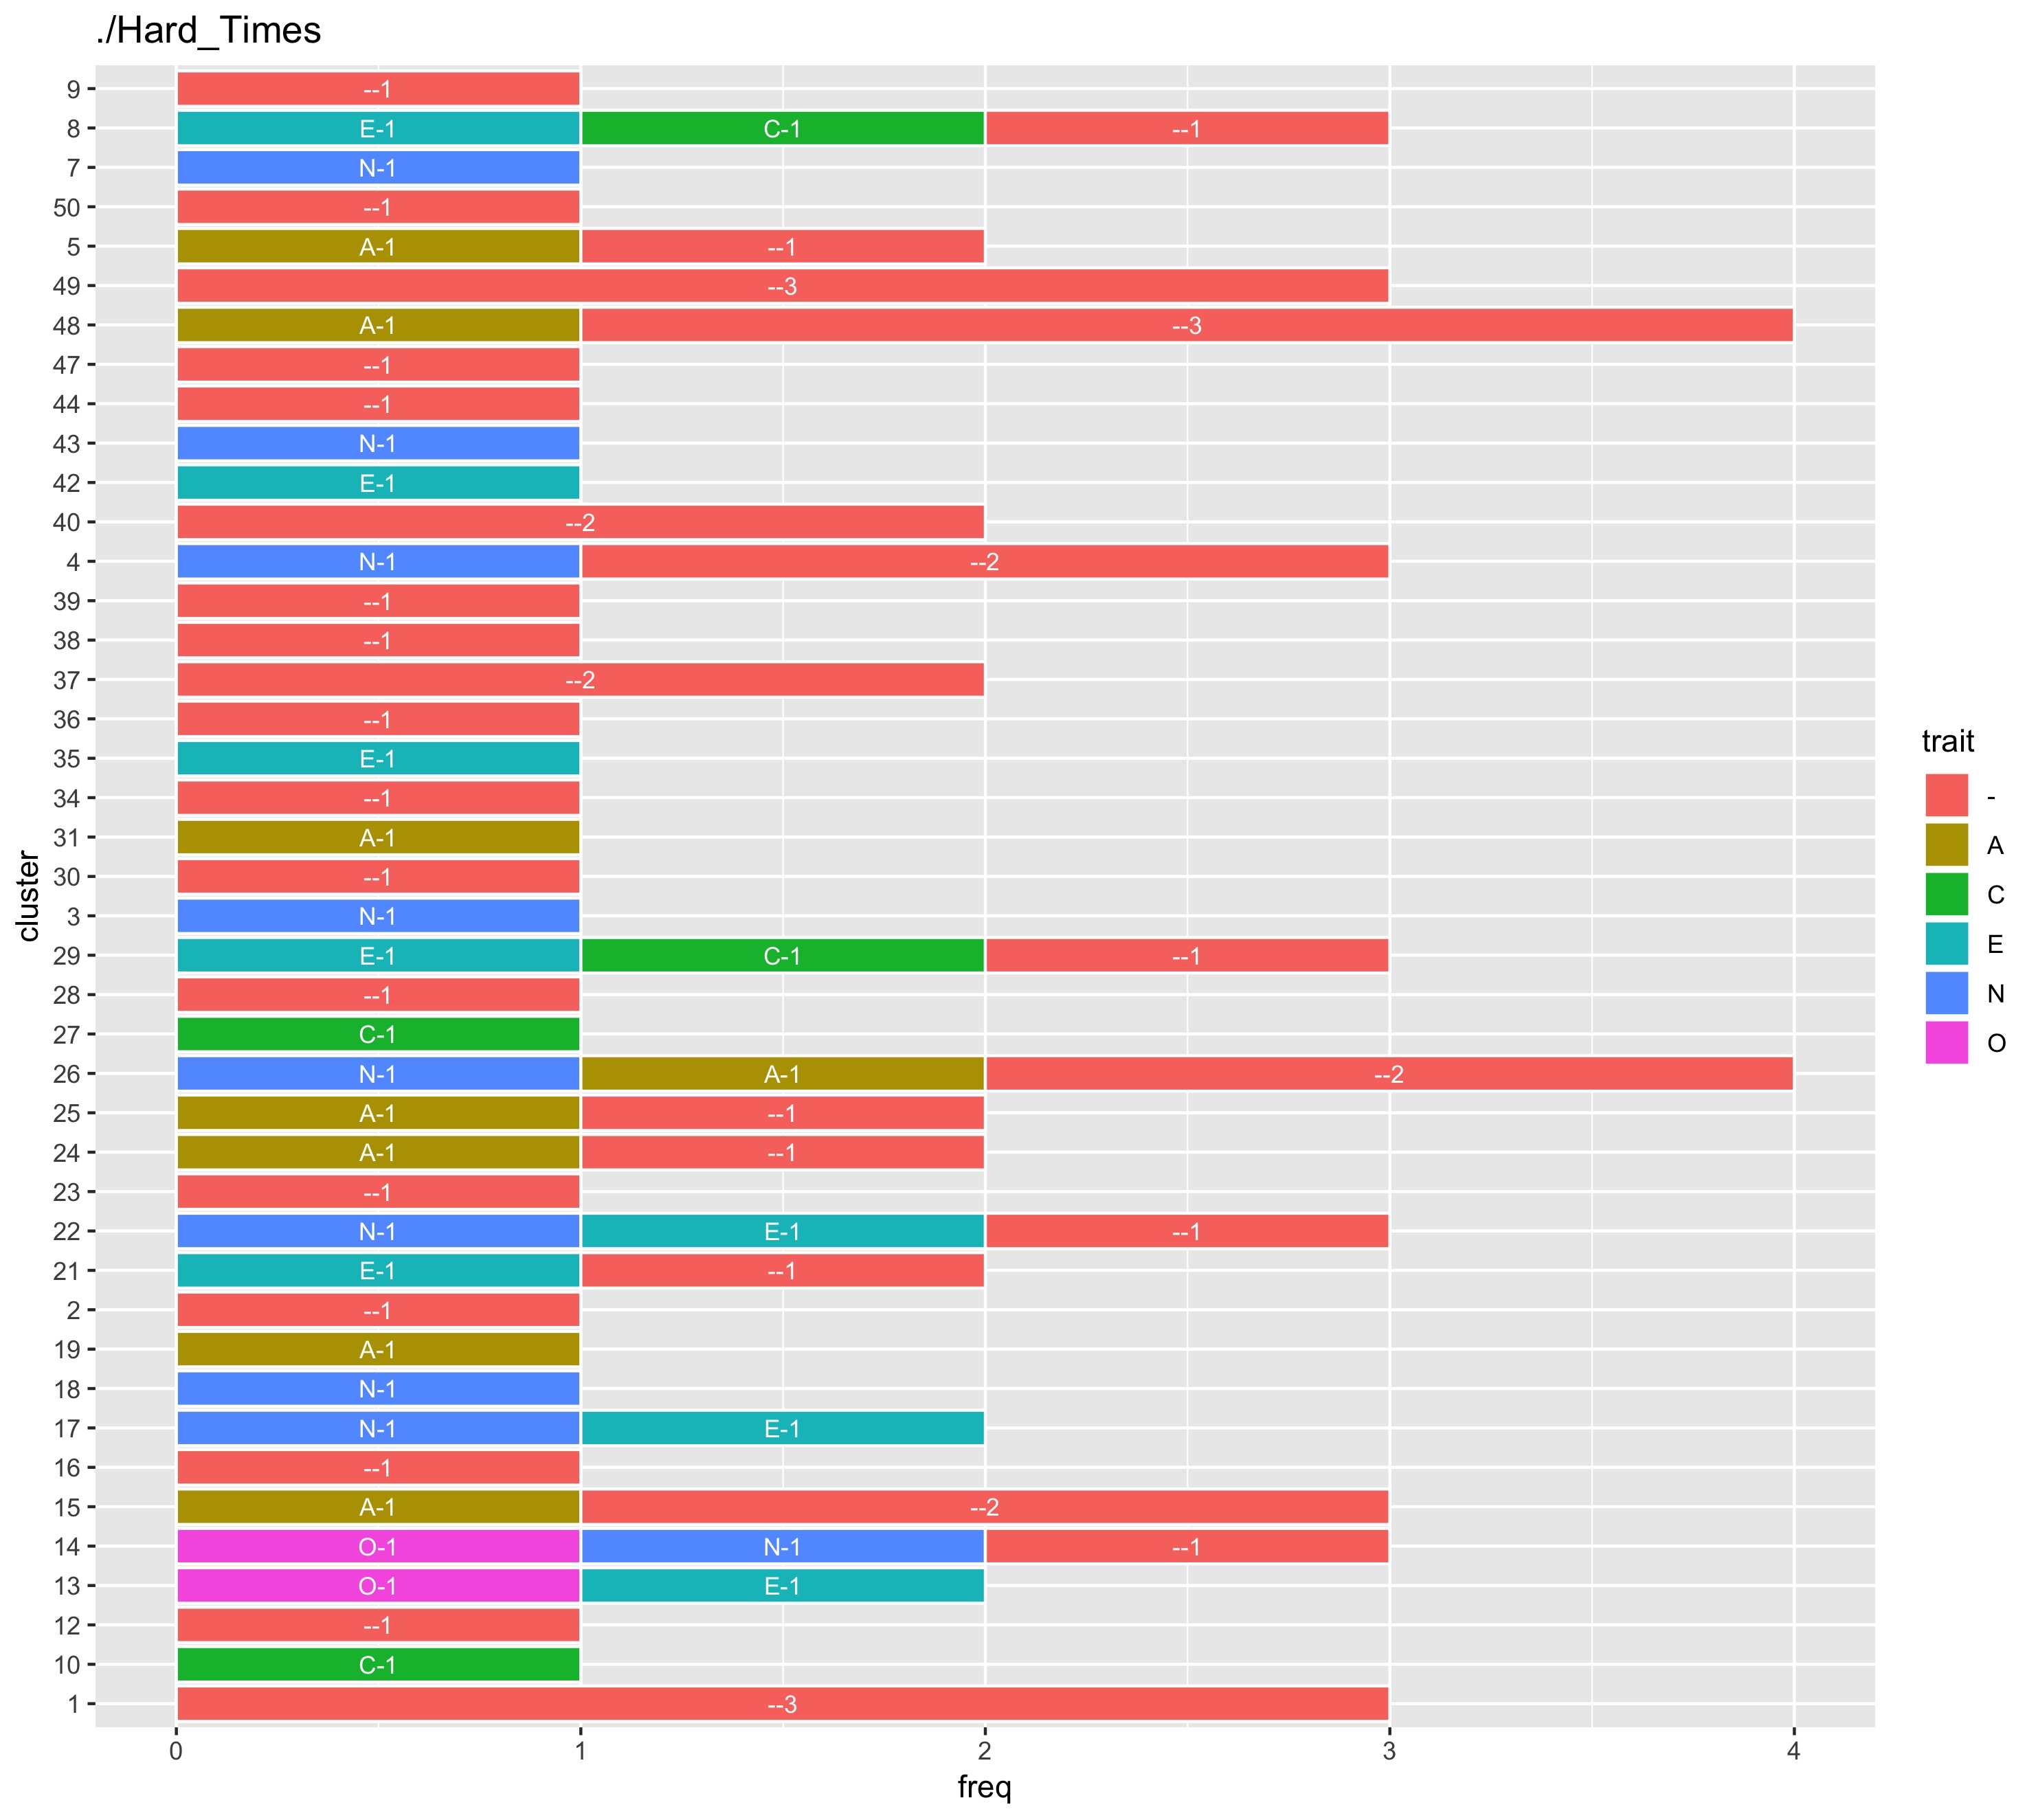 ./Hard_Times
9 --1
8 E-1 C-1 --1
7 N-1
50 --1
5 A-1 --1
49 --3
48 A-1 --3
47 --1
44 --1
43 N-1
42 E-1
40 --2
4 N-1 --2
39 --1
38 --1
37 --2
36 --1
35 E-1
34 --1
31 A-1
30 --1
3 N-1
29 E-1 C-1 --1
28 --1
27 C-1
26 N-1 A-1 --2
25 A-1 --1
24 A-1 --1
23 --1
22 N-1 E-1 --1
21 E-1 --1
2 --1
19 A-1
18 N-1
17 N-1 E-1
16 --1
15 A-1 --2
14 O-1 N-1 --1
13 O-1 E-1
12 --1
10 C-1
1 --3
0 1 2 3 4
freq
cluster
trait
-
A
C
E
N
O